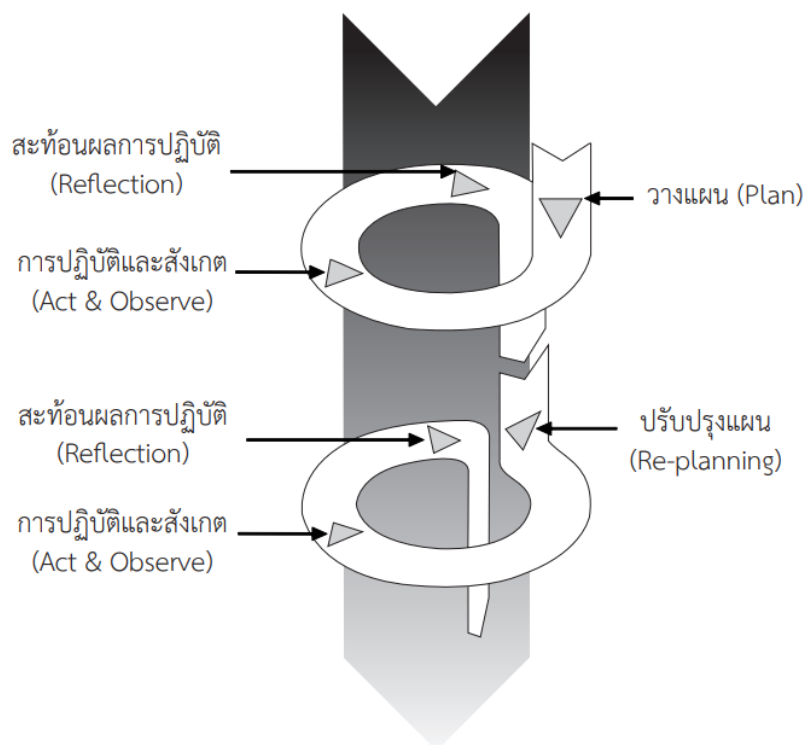 สะท้อนผลการปฏิบัติ
(Reflection)
วางแผน (Plan)
การปฏิบัติและสังเกต
(Act & Observe)
สะท้อนผลการปฏิบัติ
(Reflection)
ปรับปรุงแผน
(Re-planning)
การปฏิบัติและสังเกต
(Act & Observe)